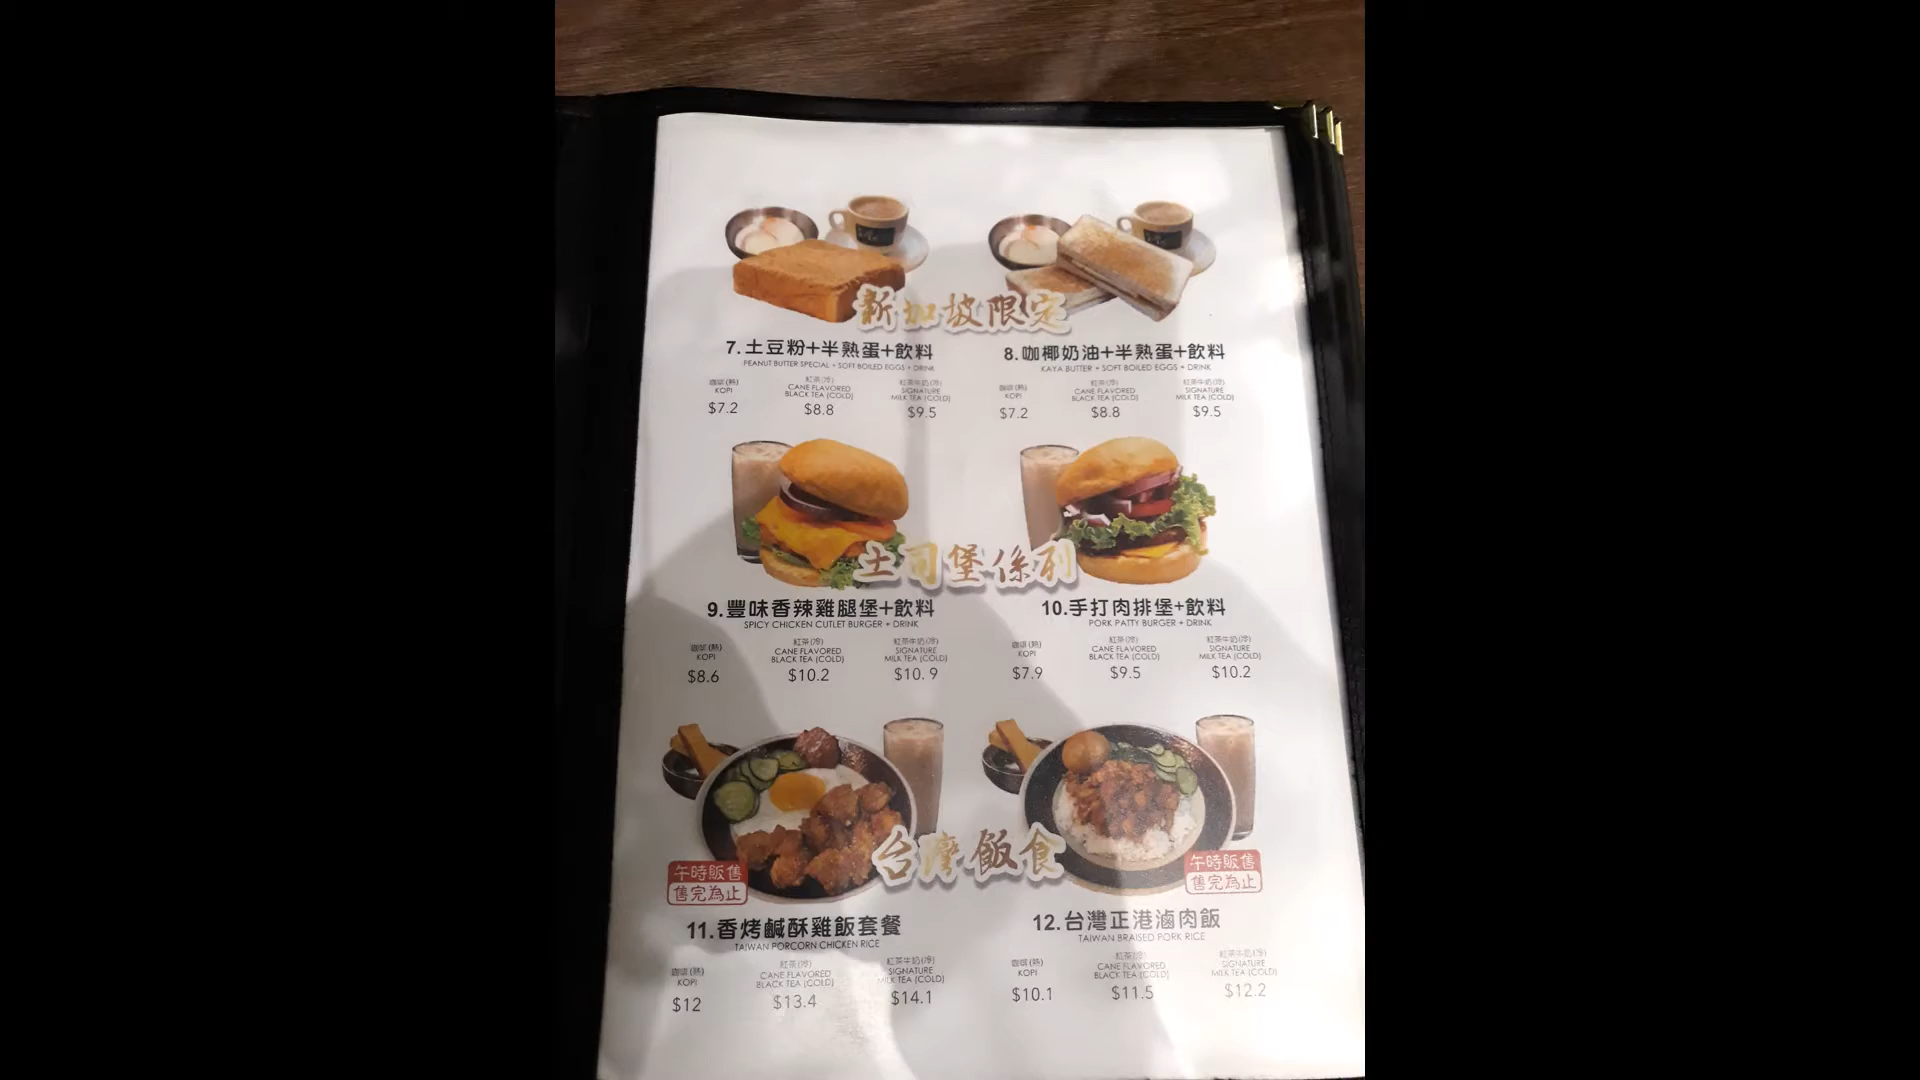 新加坡限定
7.土豆粉+半熟蛋+飲料
PEANUT BUTTER SPECIAL + SOFT BOILED EGGS + DRINK
咖啡(熱) 紅茶(冷) 紅茶牛奶(冷)
KOPI CANE FLAVORED BLACK TEA (COLD) SIGNATURE MILK TEA (COLD)
$7.2 $8.8 $9.5
8.咖椰奶油+半熟蛋+飲料
KAYA BUTTER + SOFT BOILED EGGS + DRINK
咖啡(熱) 紅茶(冷) 紅茶牛奶(冷)
KOPI CANE FLAVORED BLACK TEA (COLD) SIGNATURE MILK TEA (COLD)
$7.2 $8.8 $9.5
土司堡係列
9.豐味香辣雞腿堡+飲料
SPICY CHICKEN CUTLET BURGER + DRINK
咖啡(熱) 紅茶(冷) 紅茶牛奶(冷)
KOPI CANE FLAVORED BLACK TEA (COLD) SIGNATURE MILK TEA (COLD)
$8.6 $10.2 $10.9
10.手打肉排堡+飲料
PORK PATTY BURGER + DRINK
咖啡(熱) 紅茶(冷) 紅茶牛奶(冷)
KOPI CANE FLAVORED BLACK TEA (COLD) SIGNATURE MILK TEA (COLD)
$7.9 $9.5 $10.2
台灣飯食
午時販售
售完為止
午時販售
售完為止
11.香烤鹹酥雞飯套餐
TAIWAN PORCORN CHICKEN RICE
咖啡(熱) 紅茶(冷) 紅茶牛奶(冷)
KOPI CANE FLAVORED BLACK TEA (COLD) SIGNATURE MILK TEA (COLD)
$12 $13.4 $14.1
12.台灣正港滷肉飯
TAIWAN BRAISED PORK RICE
咖啡(熱) 紅茶(冷) 紅茶牛奶(冷)
KOPI CANE FLAVORED BLACK TEA (COLD) SIGNATURE MILK TEA (COLD)
$10.1 $11.5 $12.2